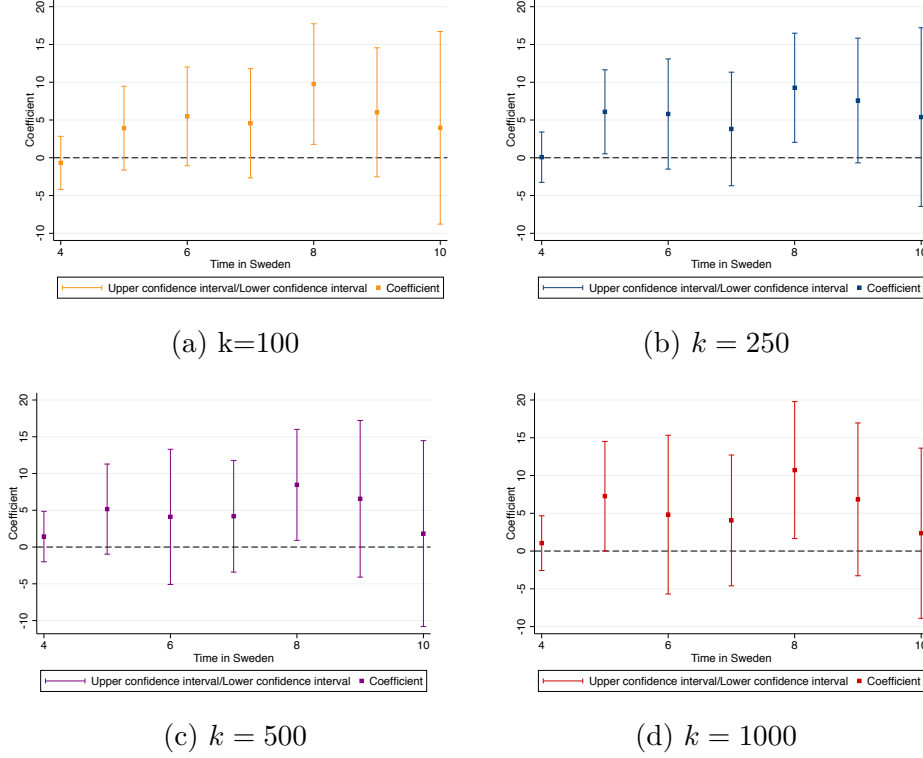 20
15
10
5
0
-5
-10
Coefficient
4
6
8
10
Time in Sweden
Upper confidence interval/Lower confidence interval
Coefficient
(a) k=100
20
15
10
5
0
-5
-10
Coefficient
4
6
8
10
Time in Sweden
Upper confidence interval/Lower confidence interval
Coefficient
(b) k = 250
20
15
10
5
0
-5
-10
Coefficient
4
6
8
10
Time in Sweden
Upper confidence interval/Lower confidence interval
Coefficient
(c) k = 500
20
15
10
5
0
-5
-10
Coefficient
4
6
8
10
Time in Sweden
Upper confidence interval/Lower confidence interval
Coefficient
(d) k = 1000